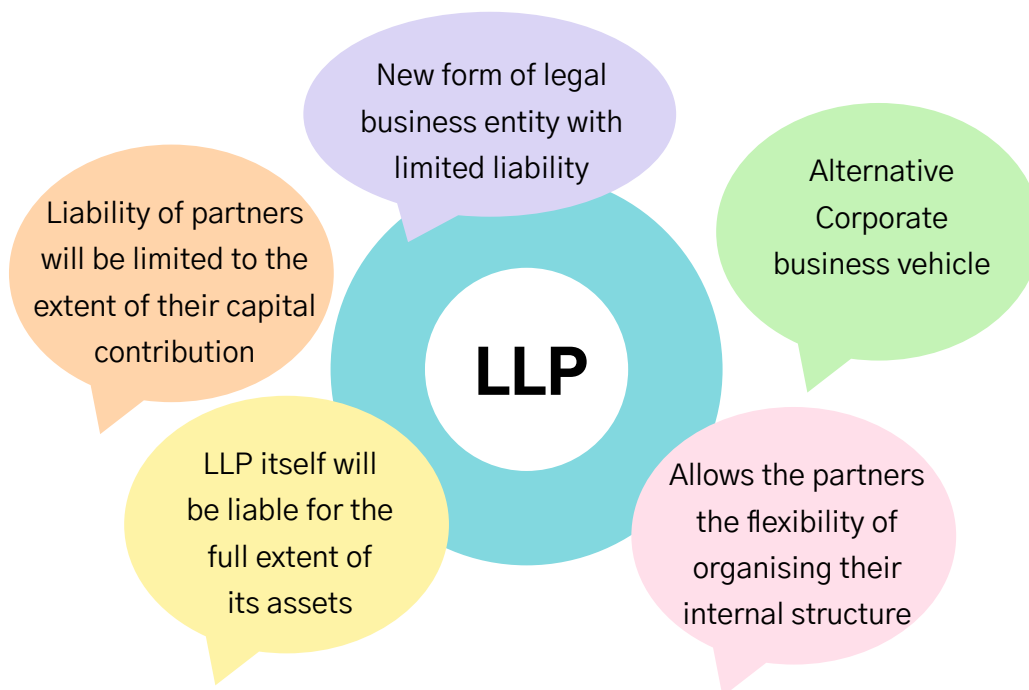 New form of legal
business entity with
limited liability
Alternative
Corporate
business vehicle
Liability of partners
will be limited to the
extent of their capital
contribution
LLP
LLP itself will
be liable for the
full extent of
its assets
Allows the partners
the flexibility of
organising their
internal structure